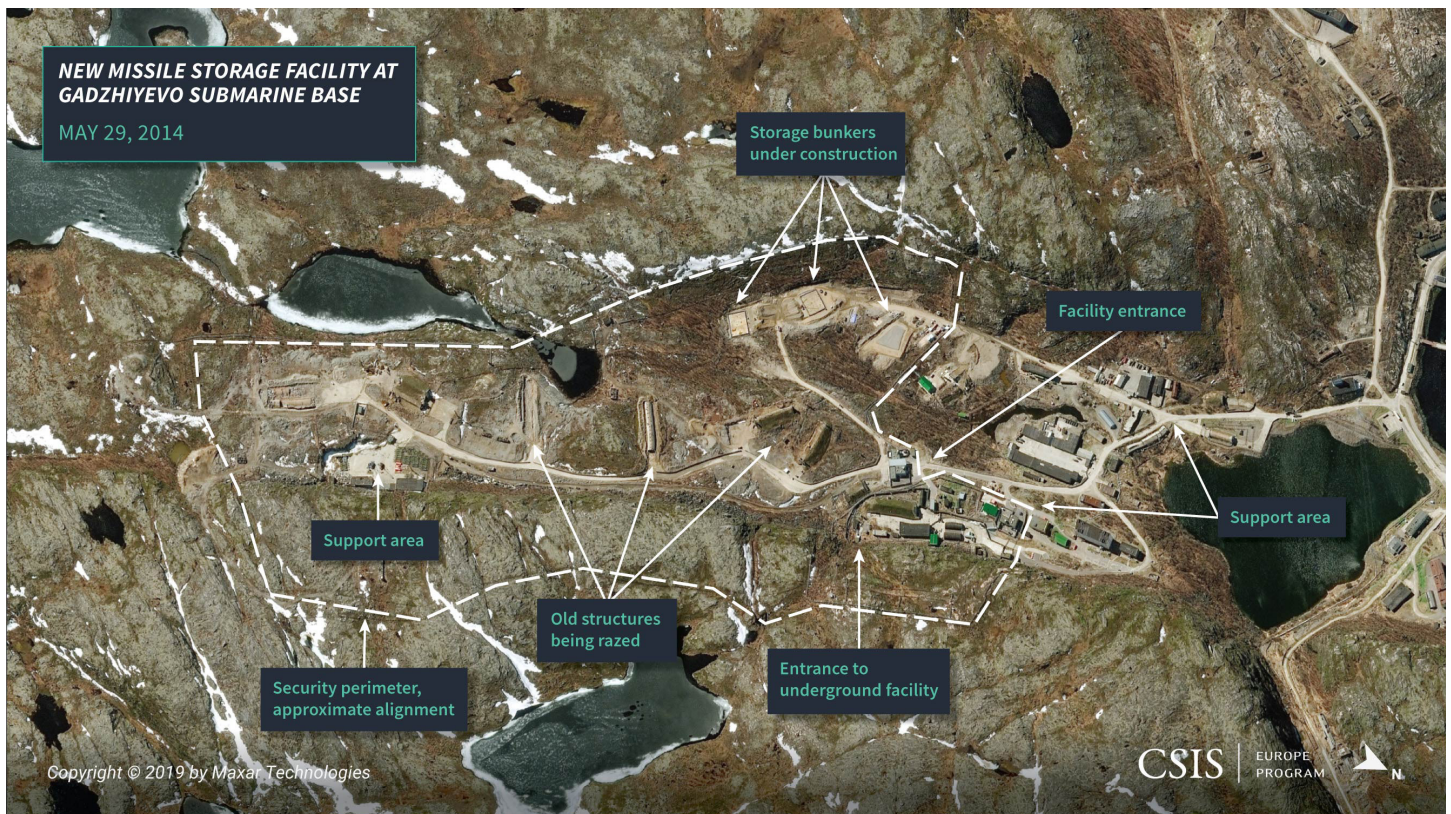 NEW MISSILE STORAGE FACILITY AT
GADZHIYEVO SUBMARINE BASE
MAY 29, 2014
Storage bunkers
under construction
Facility entrance
Support area
Support area
Old structures
being razed
Entrance to
underground facility
Security perimeter,
approximate alignment
Copyright © 2019 by Maxar Technologies
CSIS
EUROPE
PROGRAM
N